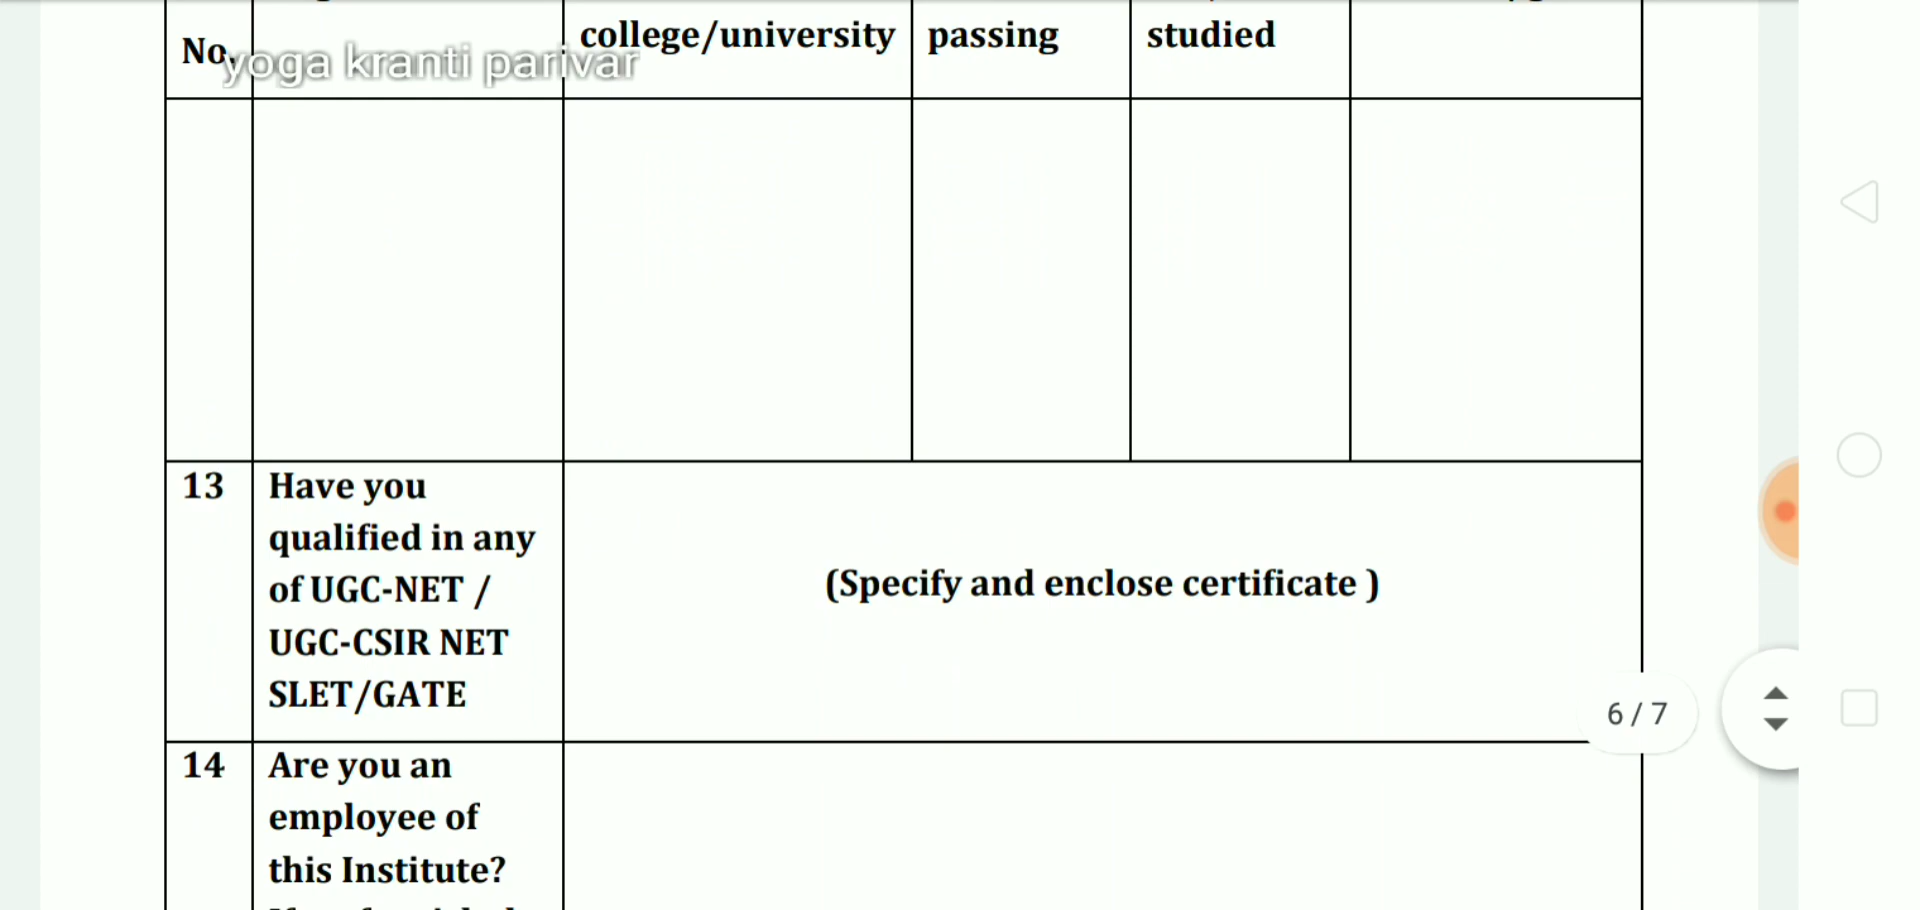 No.
college/university
passing
studied
yoga kranti parivar
13
Have you
qualified in any
of UGC-NET /
UGC-CSIR NET
SLET/GATE
(Specify and enclose certificate )
6 / 7
14
Are you an
employee of
this Institute?